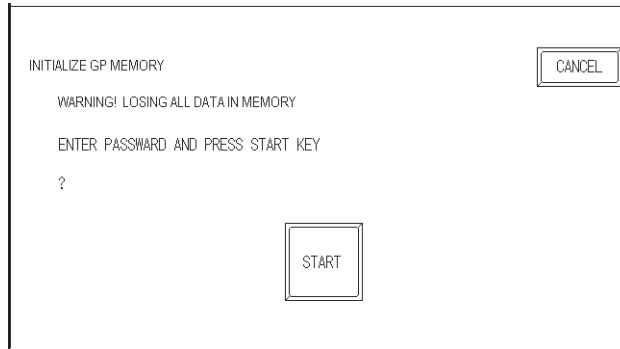 INITIALIZE GP MEMORY
CANCEL
WARNING! LOSING ALL DATA IN MEMORY
ENTER PASSWARD AND PRESS START KEY
?
START